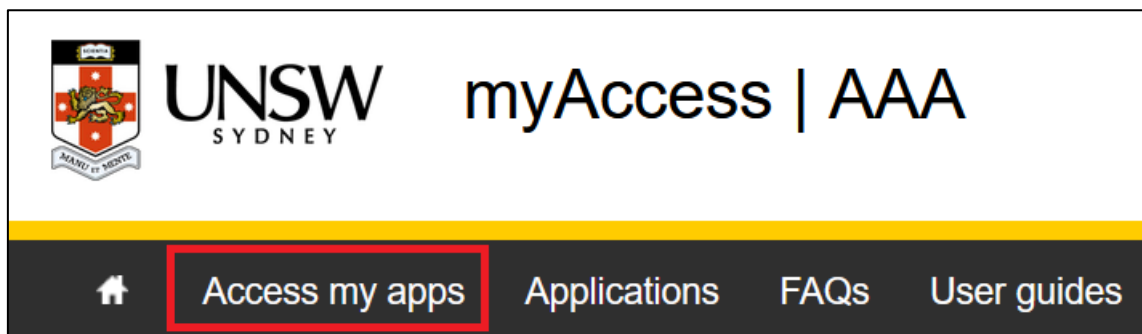 SCIENTIA
UNSW
SYDNEY
MANU ET MENTE
myAccess | AAA
Access my apps
Applications
FAQs
User guides